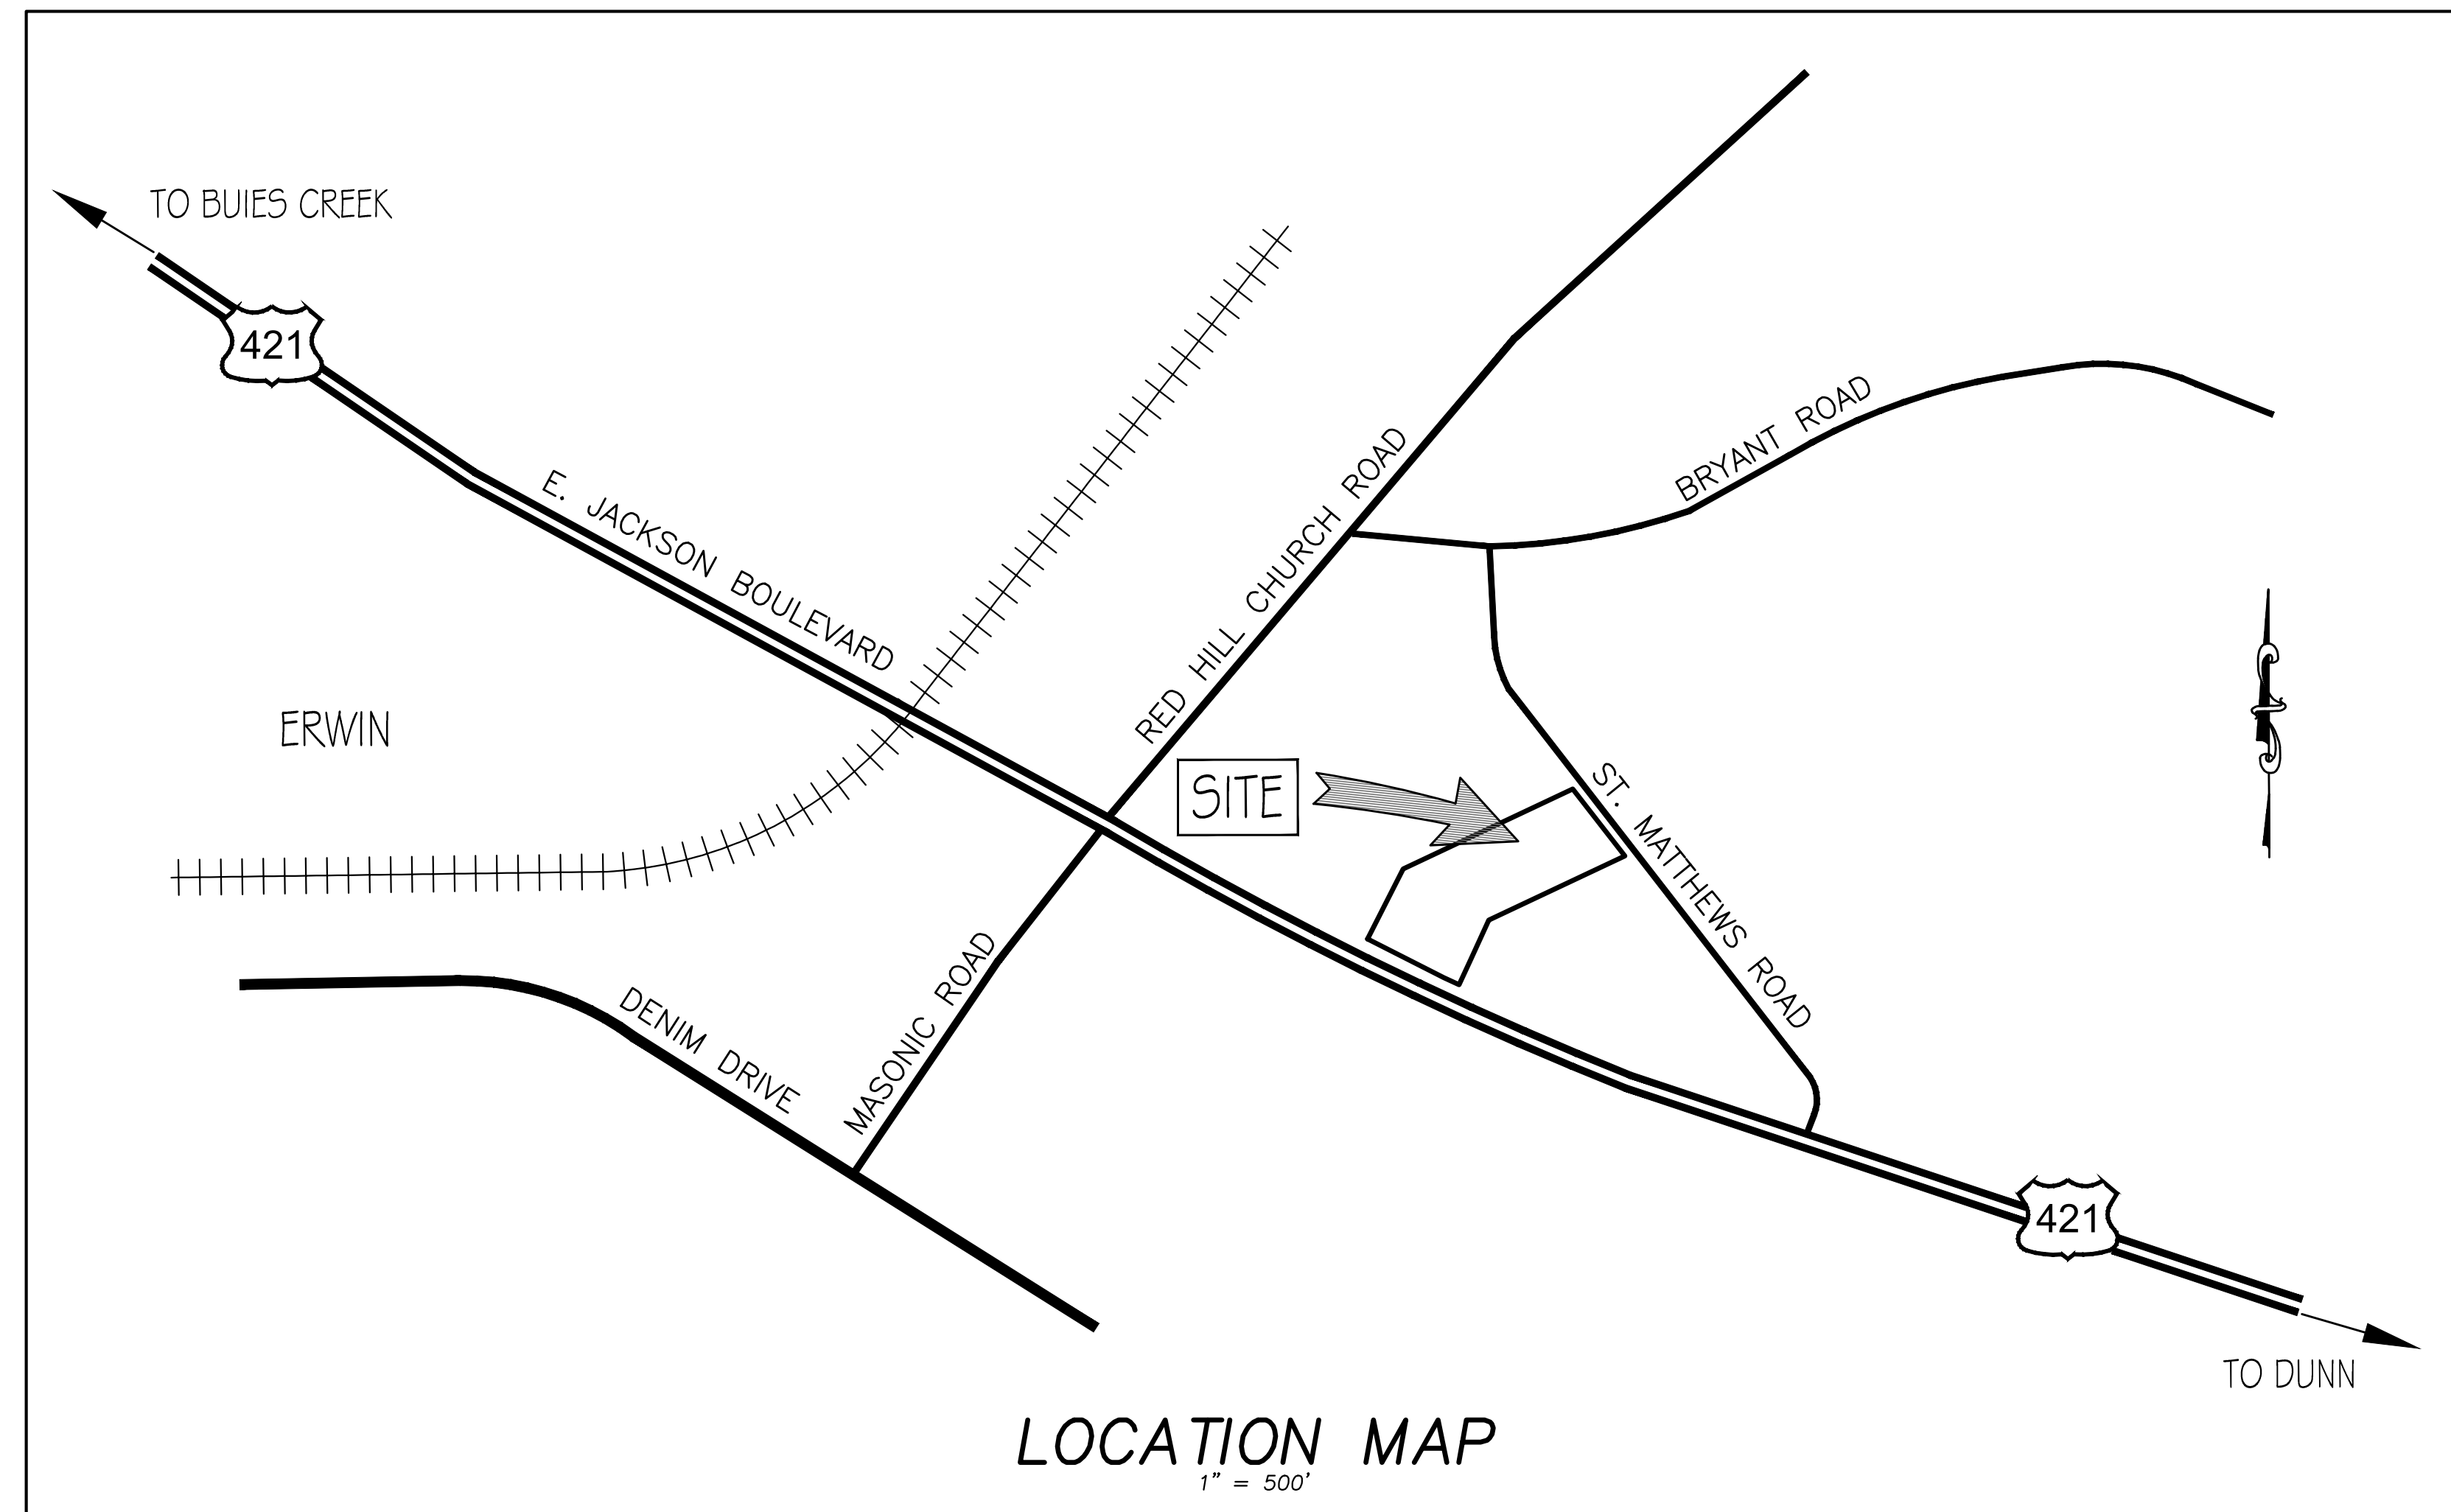 TO BUIES CREEK
421
E. JACKSON BOULEVARD
BRYANT ROAD
RED HILL CHURCH ROAD
ERWIN
SITE
ST. MATTHEWS ROAD
MASONIC ROAD
DENIM DRIVE
421
TO DUNN
LOCATION MAP
1" = 500'